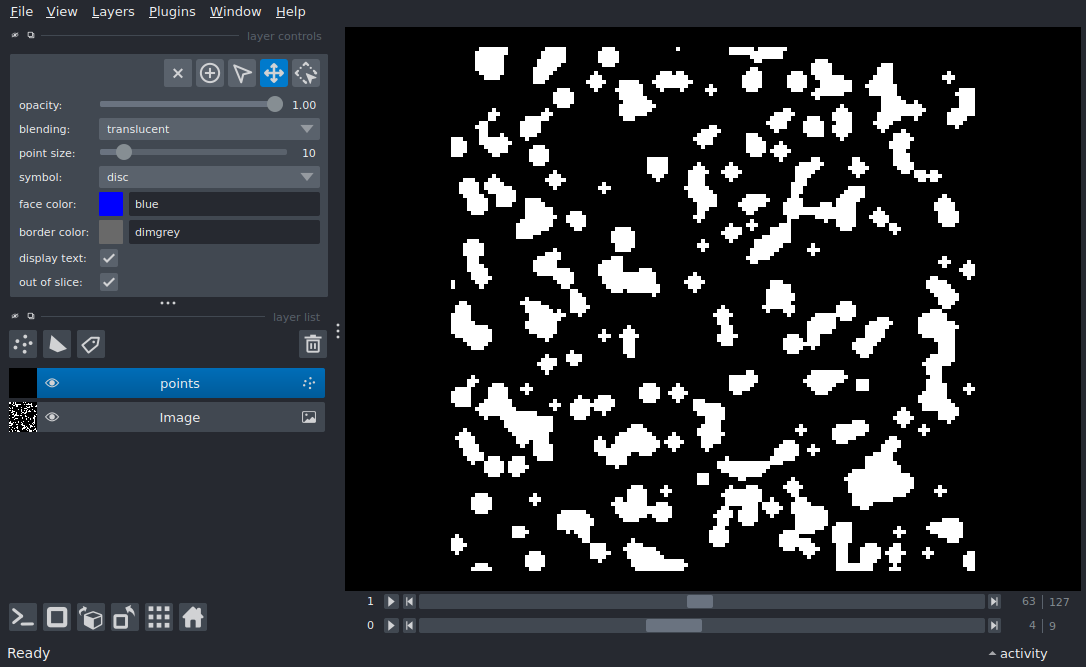 File View Layers Plugins Window Help
layer controls
opacity: 1.00
blending: translucent
point size: 10
symbol: disc
face color: blue
border color: dimgrey
display text:
out of slice:
layer list
points
Image
1 63 127
0 4 9
Ready activity